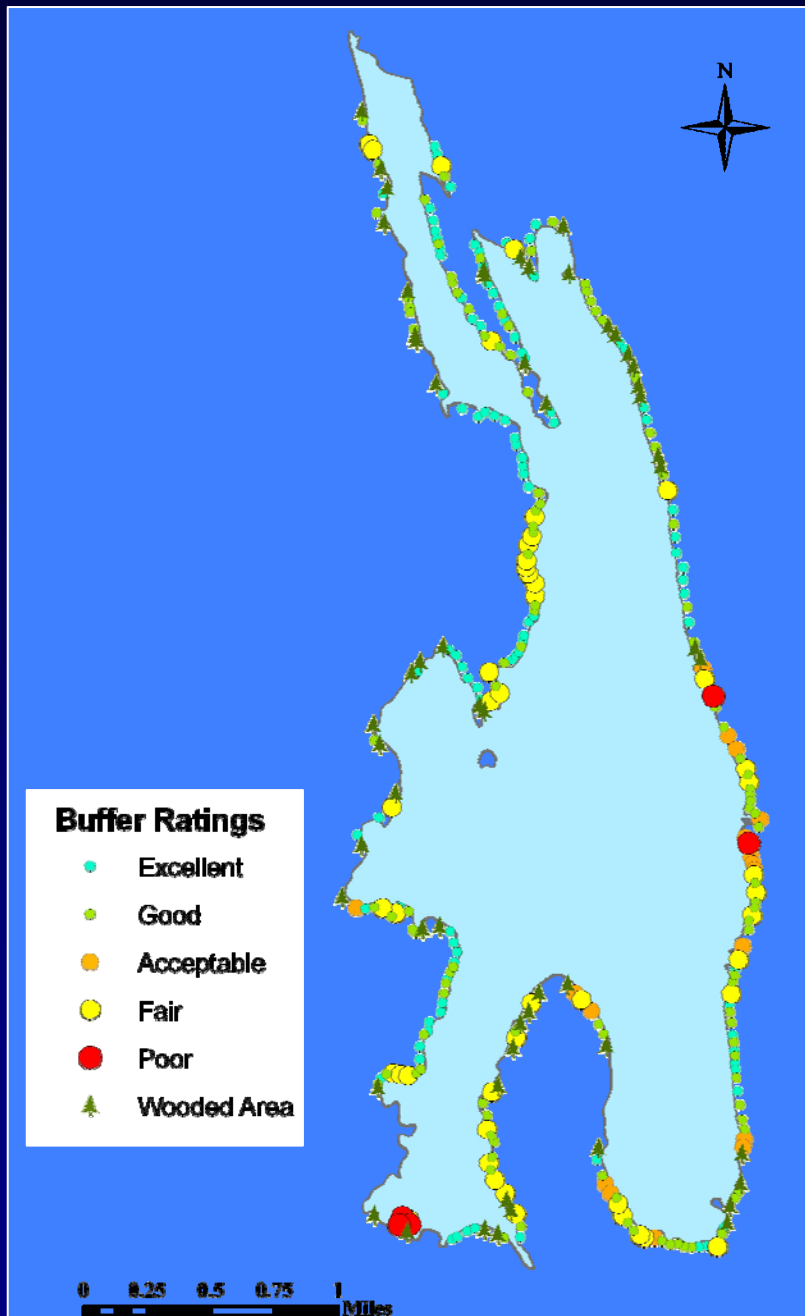 N
Buffer Ratings
Excellent
Good
Acceptable
Fair
Poor
Wooded Area
0 0.25 0.5 0.75 1
Miles